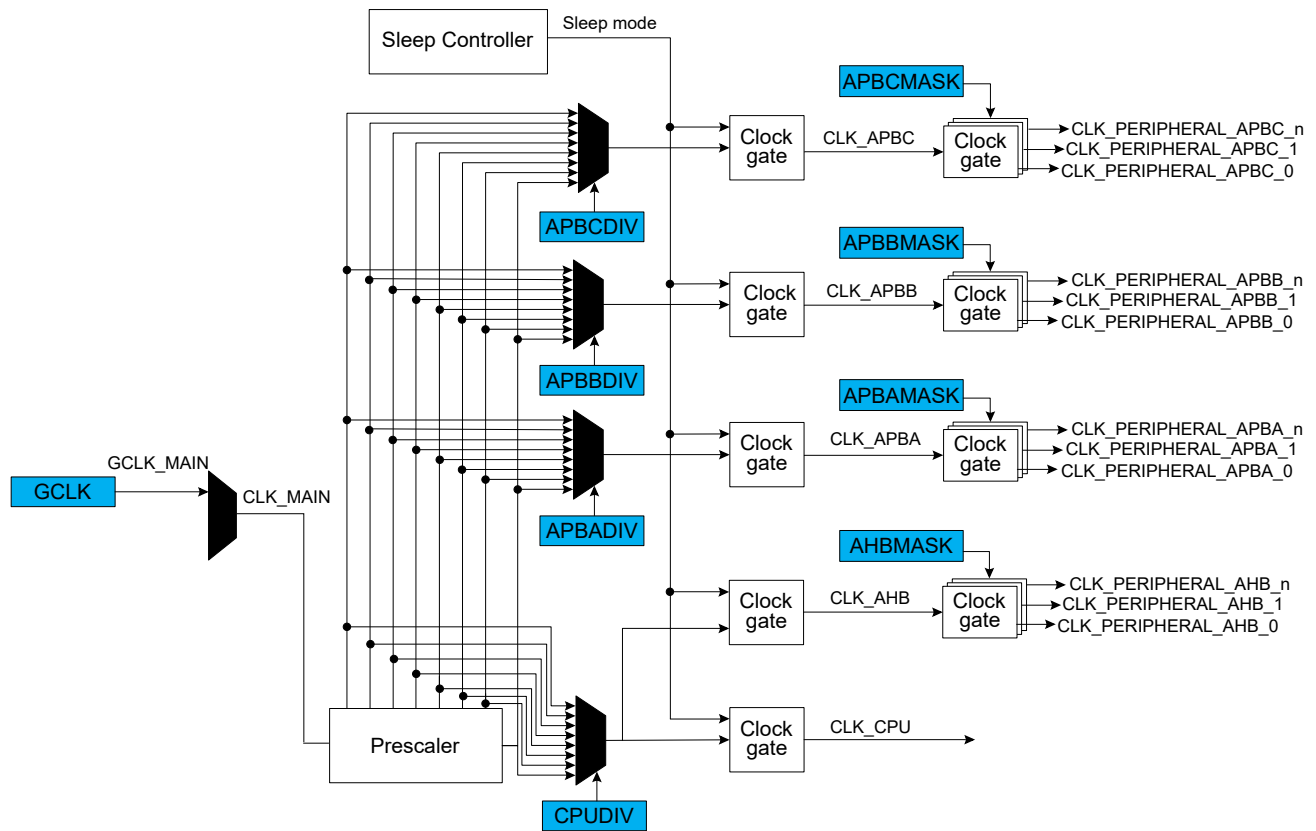 Sleep mode
Sleep Controller
APBCMASK
Clock
gate
CLK_APBC
Clock
gate
CLK_PERIPHERAL_APBC_n
CLK_PERIPHERAL_APBC_1
CLK_PERIPHERAL_APBC_0
APBCDIV
APBBMASK
Clock
gate
CLK_APBB
Clock
gate
CLK_PERIPHERAL_APBB_n
CLK_PERIPHERAL_APBB_1
CLK_PERIPHERAL_APBB_0
APBBDIV
APBAMASK
Clock
gate
CLK_APBA
Clock
gate
CLK_PERIPHERAL_APBA_n
CLK_PERIPHERAL_APBA_1
CLK_PERIPHERAL_APBA_0
GCLK_MAIN
GCLK
CLK_MAIN
APBADIV
AHBMASK
Clock
gate
CLK_AHB
Clock
gate
CLK_PERIPHERAL_AHB_n
CLK_PERIPHERAL_AHB_1
CLK_PERIPHERAL_AHB_0
Prescaler
Clock
gate
CLK_CPU
CPUDIV